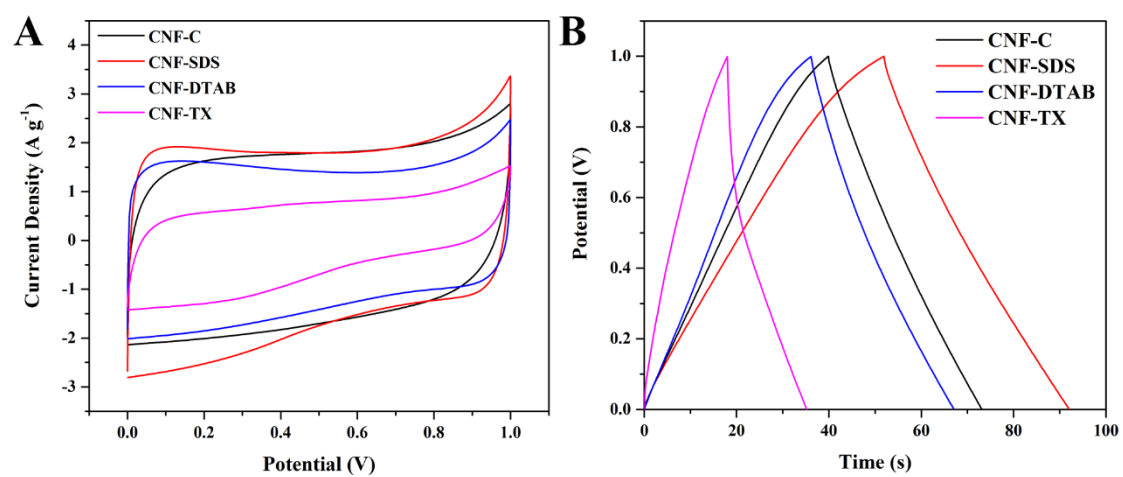 A
CNF-C
CNF-SDS
CNF-DTAB
CNF-TX
Current Density (A g⁻¹)
4
3
2
1
0
-1
-2
-3
0.0 0.2 0.4 0.6 0.8 1.0
Potential (V)
B
CNF-C
CNF-SDS
CNF-DTAB
CNF-TX
Potential (V)
1.0
0.8
0.6
0.4
0.2
0.0
0 20 40 60 80 100
Time (s)